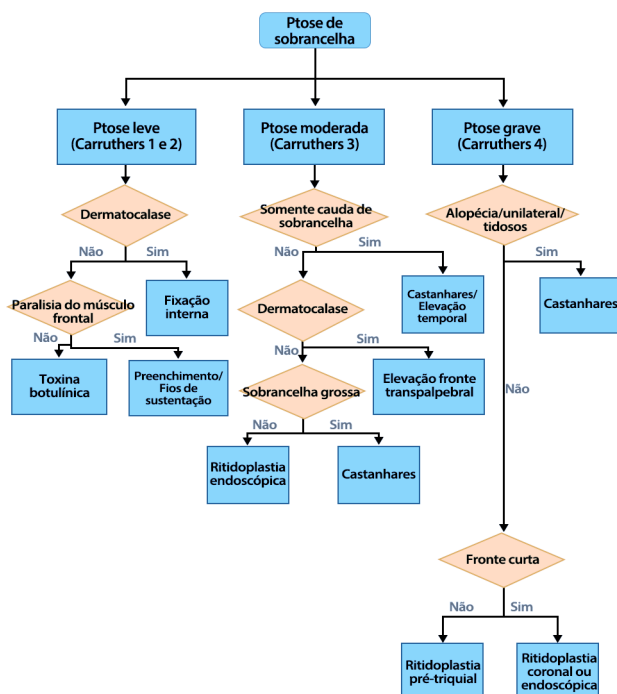 Ptose de
sobrancelha
Ptose leve
(Carruthers 1 e 2)
Ptose moderada
(Carruthers 3)
Ptose grave
(Carruthers 4)
Dermatocalase
Somente cauda de
sobrancelha
Alopécia/unilateral/
tidosos
Não
Sim
Não
Sim
Sim
Paralisia do músculo
frontal
Fixação
interna
Dermatocalase
Castanhares/
Elevação
temporal
Castanhares
Não
Sim
Não
Sim
Toxina
botulínica
Preenchimento/
Fios de
sustentação
Sobrancelha grossa
Elevação fronte
transpalpebral
Não
Não
Sim
Ritidoplastia
endoscópica
Castanhares
Fronte curta
Não
Sim
Ritidoplastia
pré-triquial
Ritidoplastia
coronal ou
endoscópica